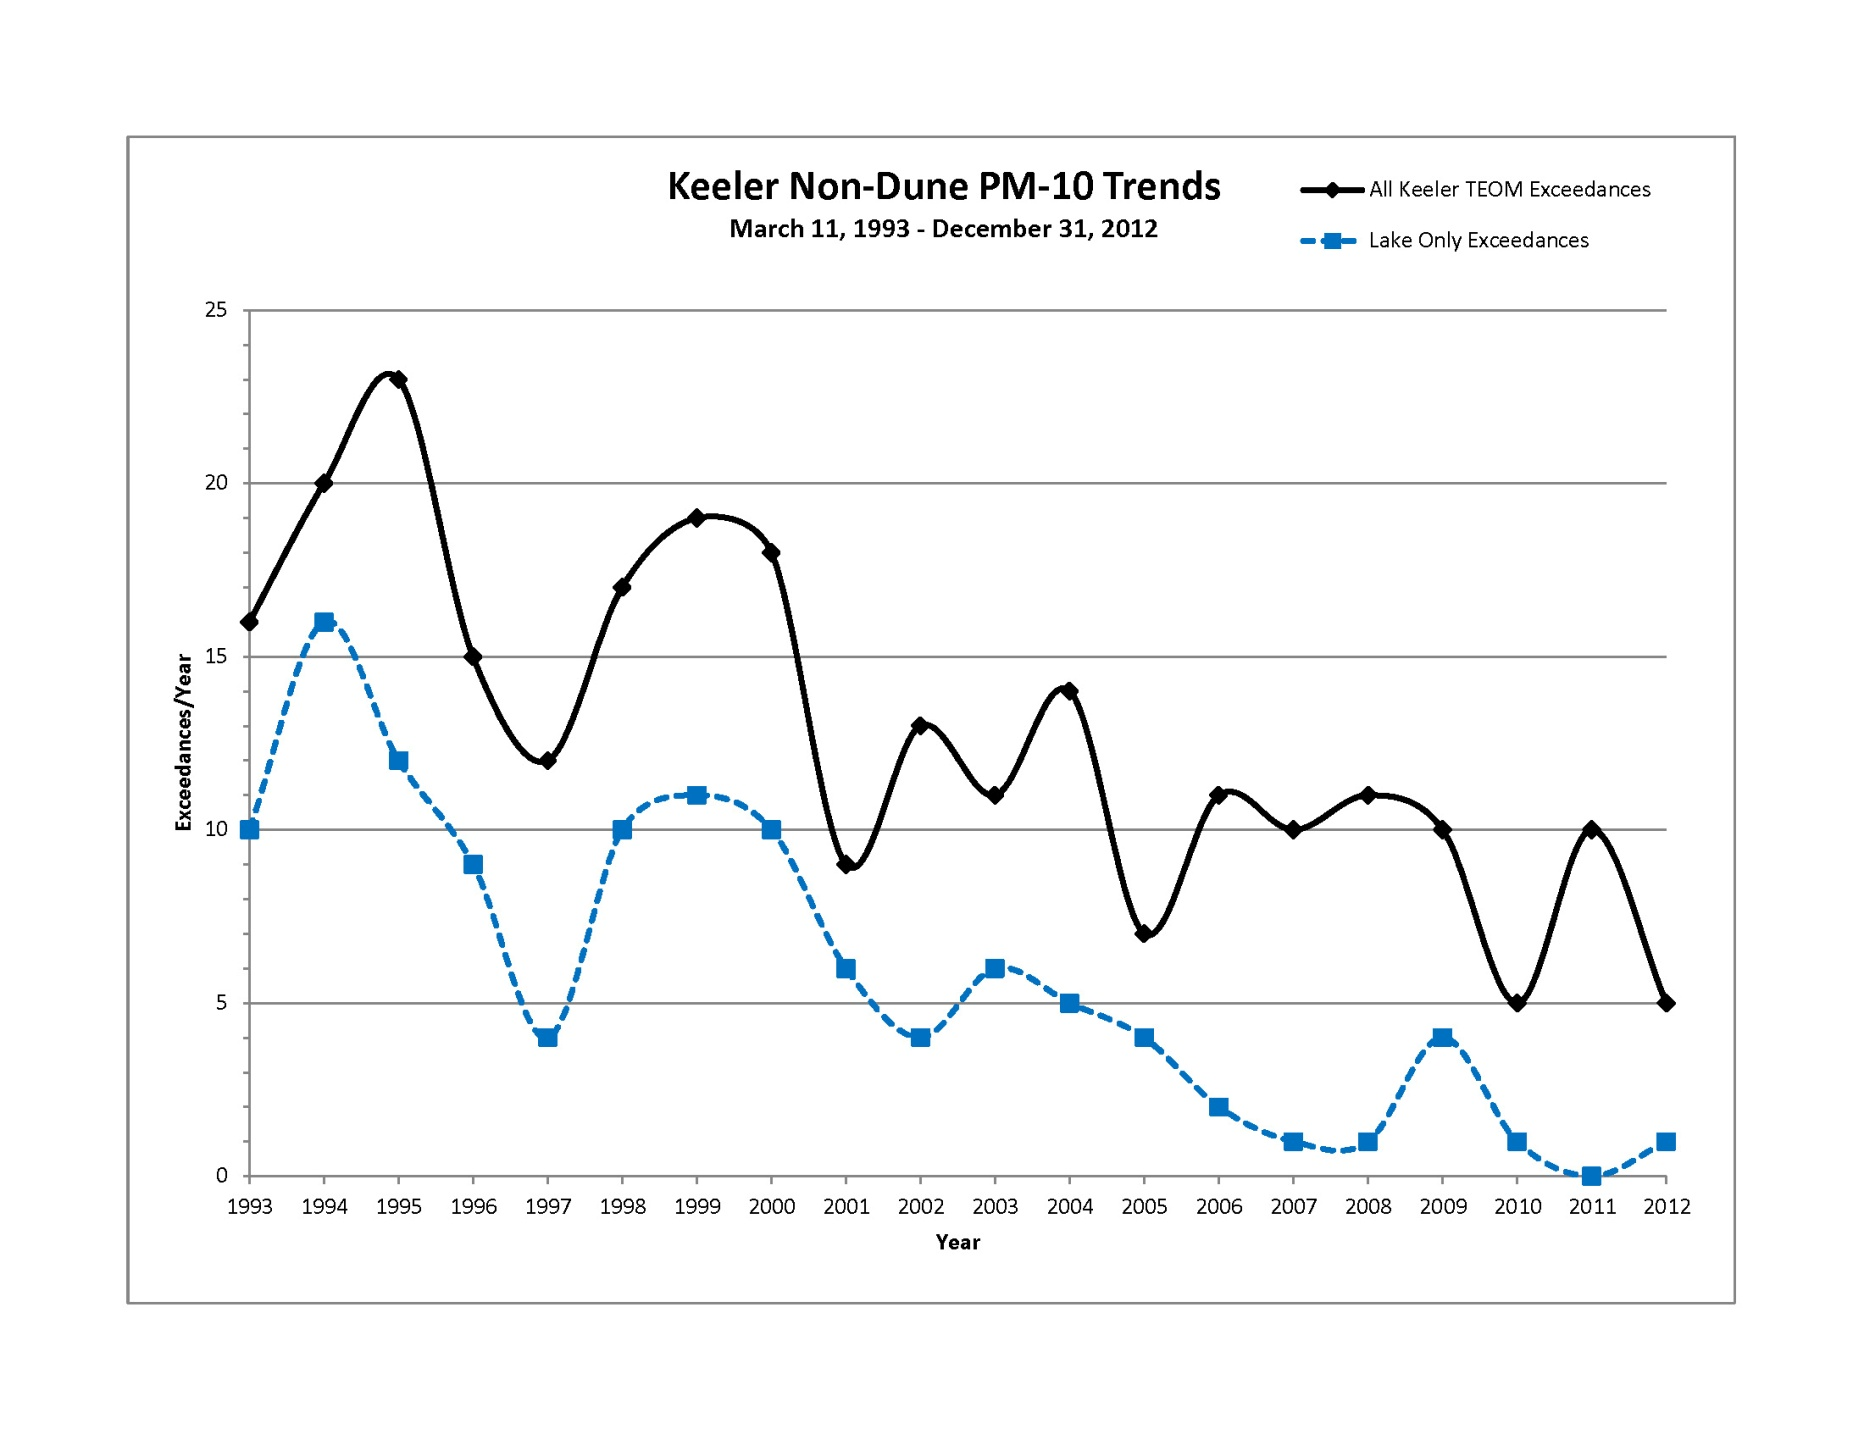 Keeler Non-Dune PM-10 Trends
March 11, 1993 - December 31, 2012
All Keeler TEOM Exceedances
Lake Only Exceedances
25
20
15
10
5
0
Exceedances/Year
1993 1994 1995 1996 1997 1998 1999 2000 2001 2002 2003 2004 2005 2006 2007 2008 2009 2010 2011 2012
Year